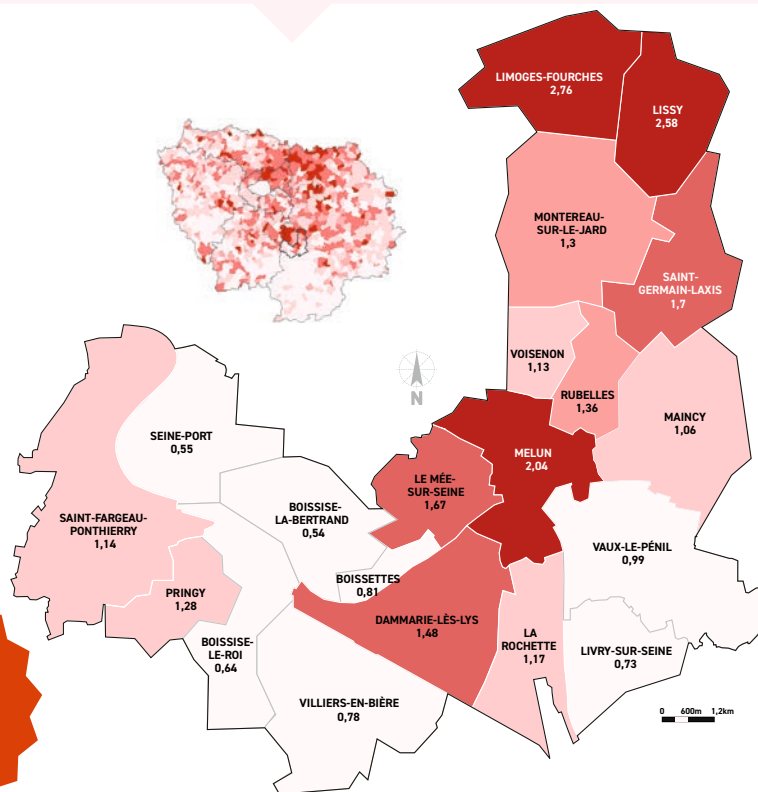 LIMOGES-FOURCHES
2,76
LISSY
2,58
MONTEREAU-
SUR-LE-JARD
1,3
SAINT-
GERMAIN-LAXIS
1,7
VOISENON
1,13
RUBELLES
1,36
MAINCY
1,06
N
SEINE-PORT
0,55
MELUN
2,04
LE MÉE-
SUR-SEINE
1,67
BOISSISE-
LA-BERTRAND
0,54
SAINT-FARGEAU-
PONTHIERRY
1,14
VAUX-LE-PÉNIL
0,99
BOISSETTES
0,81
PRINGY
1,28
DAMMARIE-LÈS-LYS
1,48
BOISSISE-
LE-ROI
0,64
LA
ROCHETTE
1,17
LIVRY-SUR-SEINE
0,73
VILLIERS-EN-BIÈRE
0,78
0 600m 1,2km